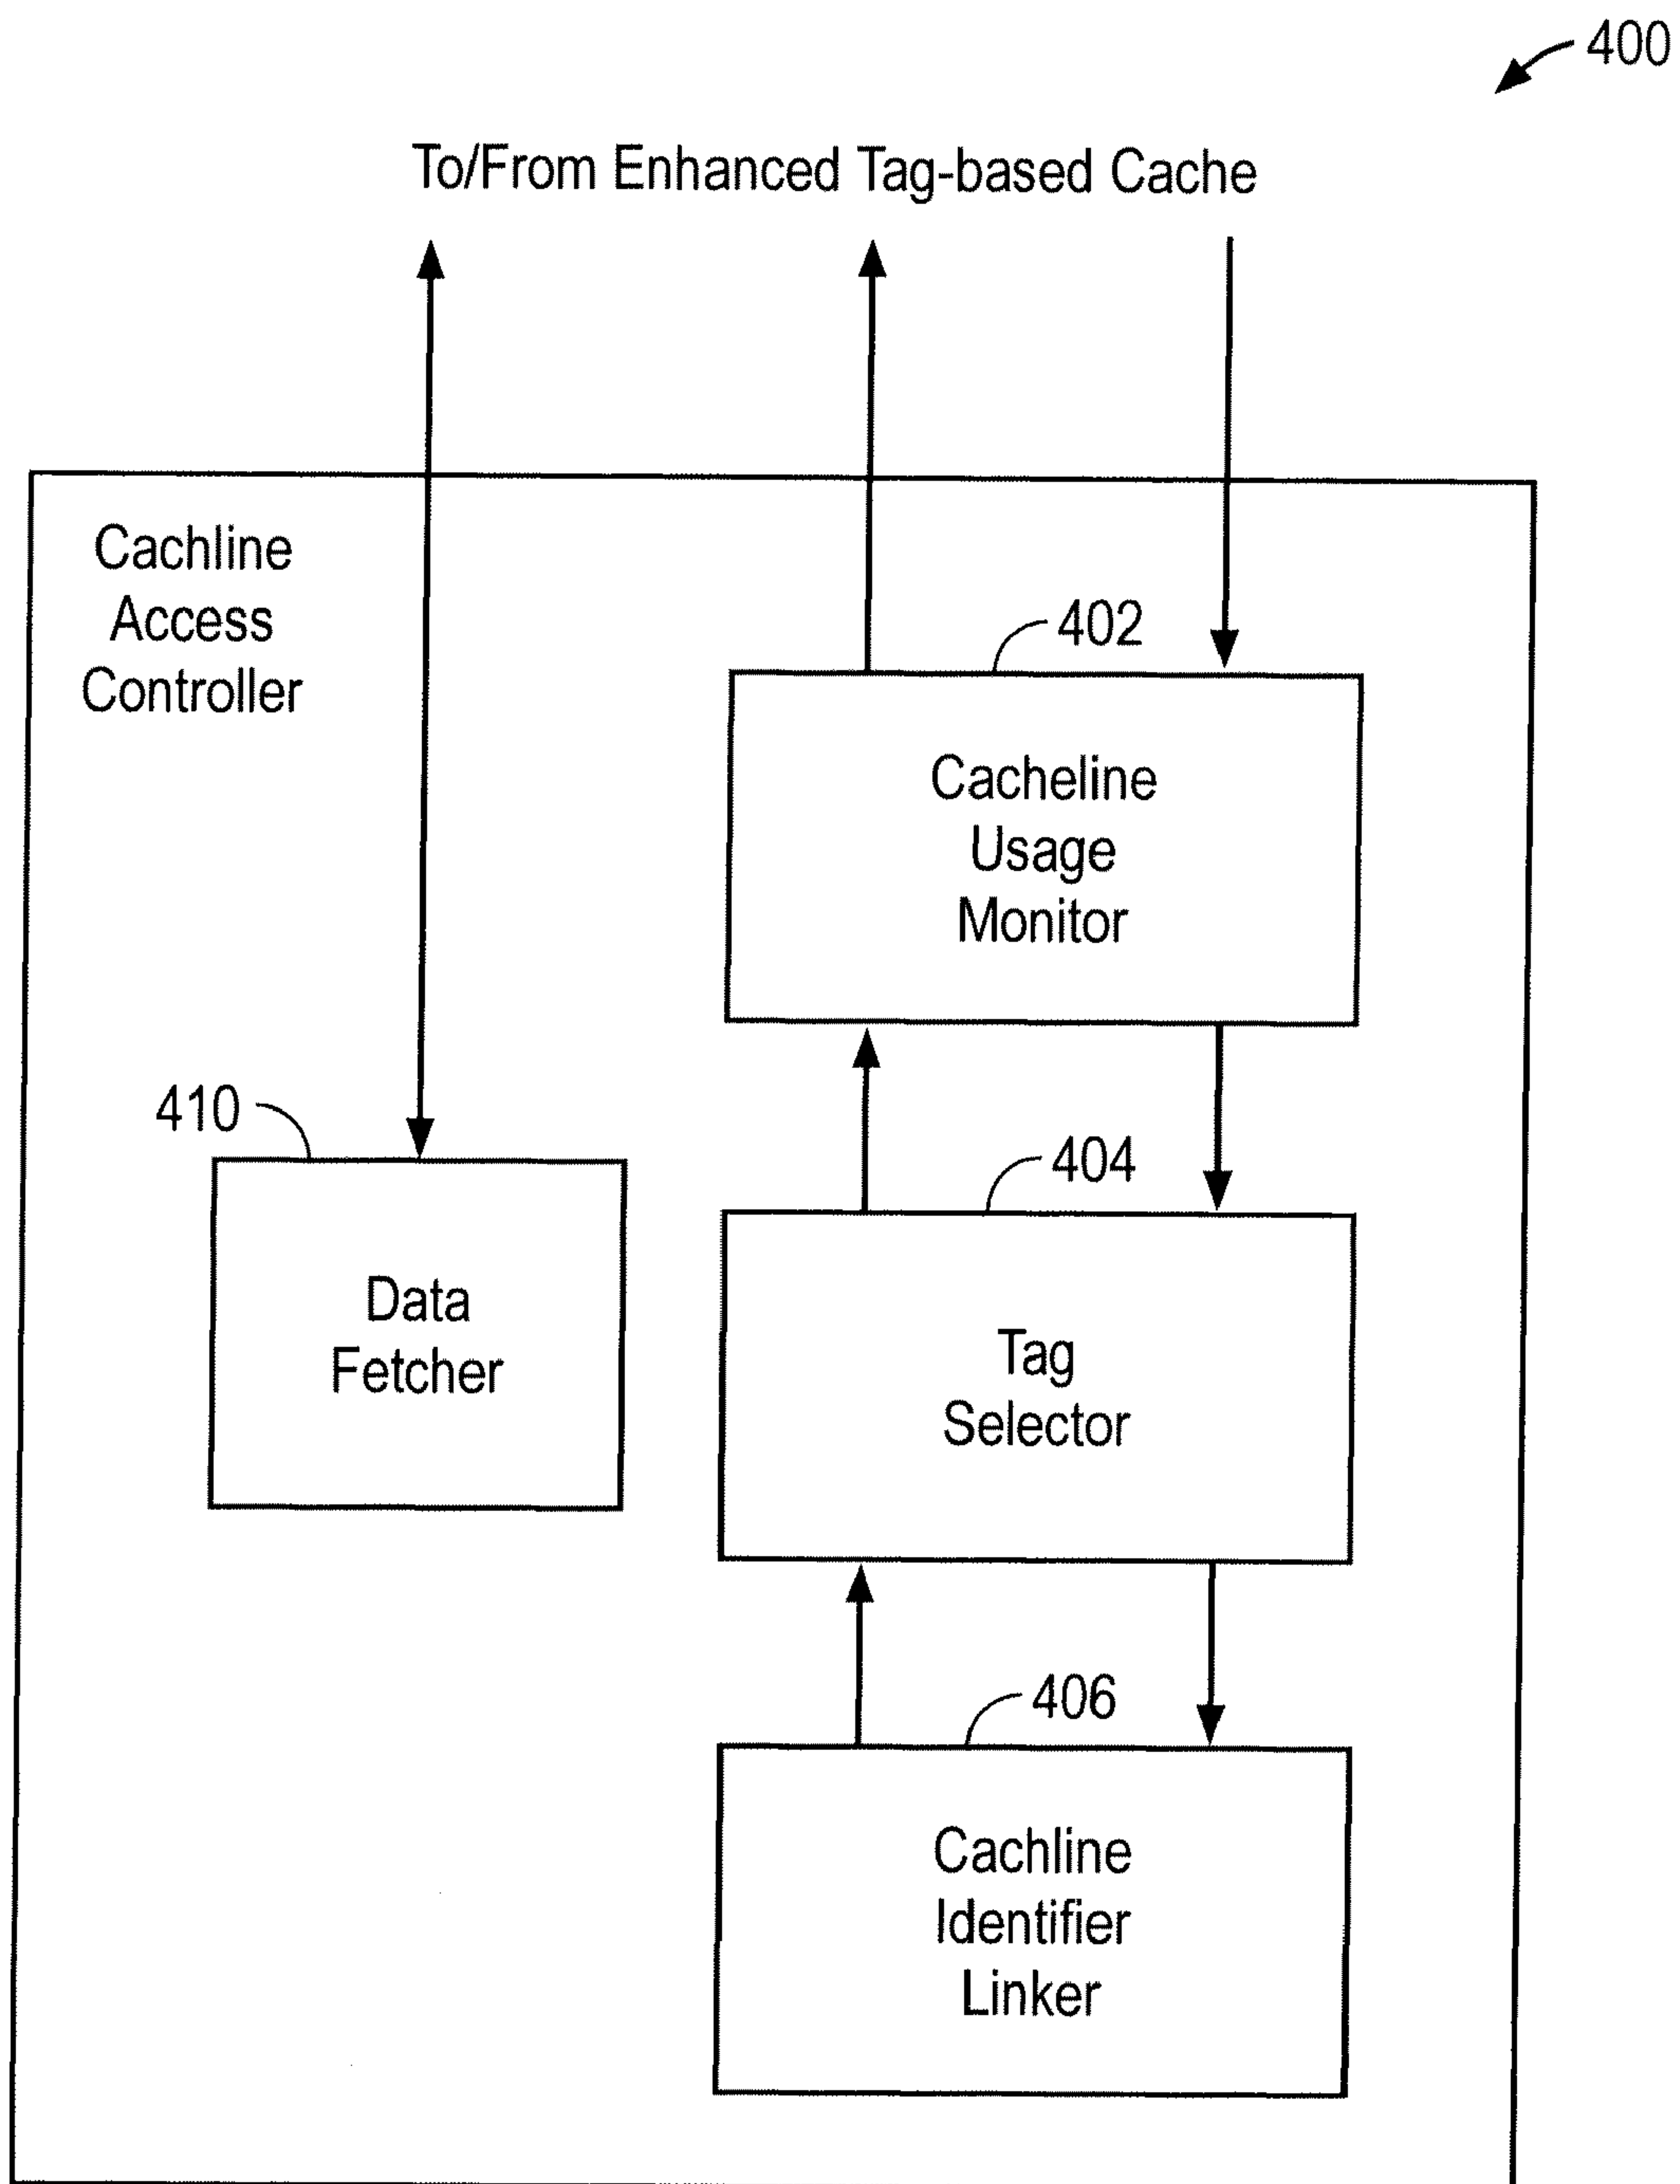 400
To/From Enhanced Tag-based Cache
Cachline
Access
Controller
402
Cacheline
Usage
Monitor
410
Data
Fetcher
404
Tag
Selector
406
Cachline
Identifier
Linker